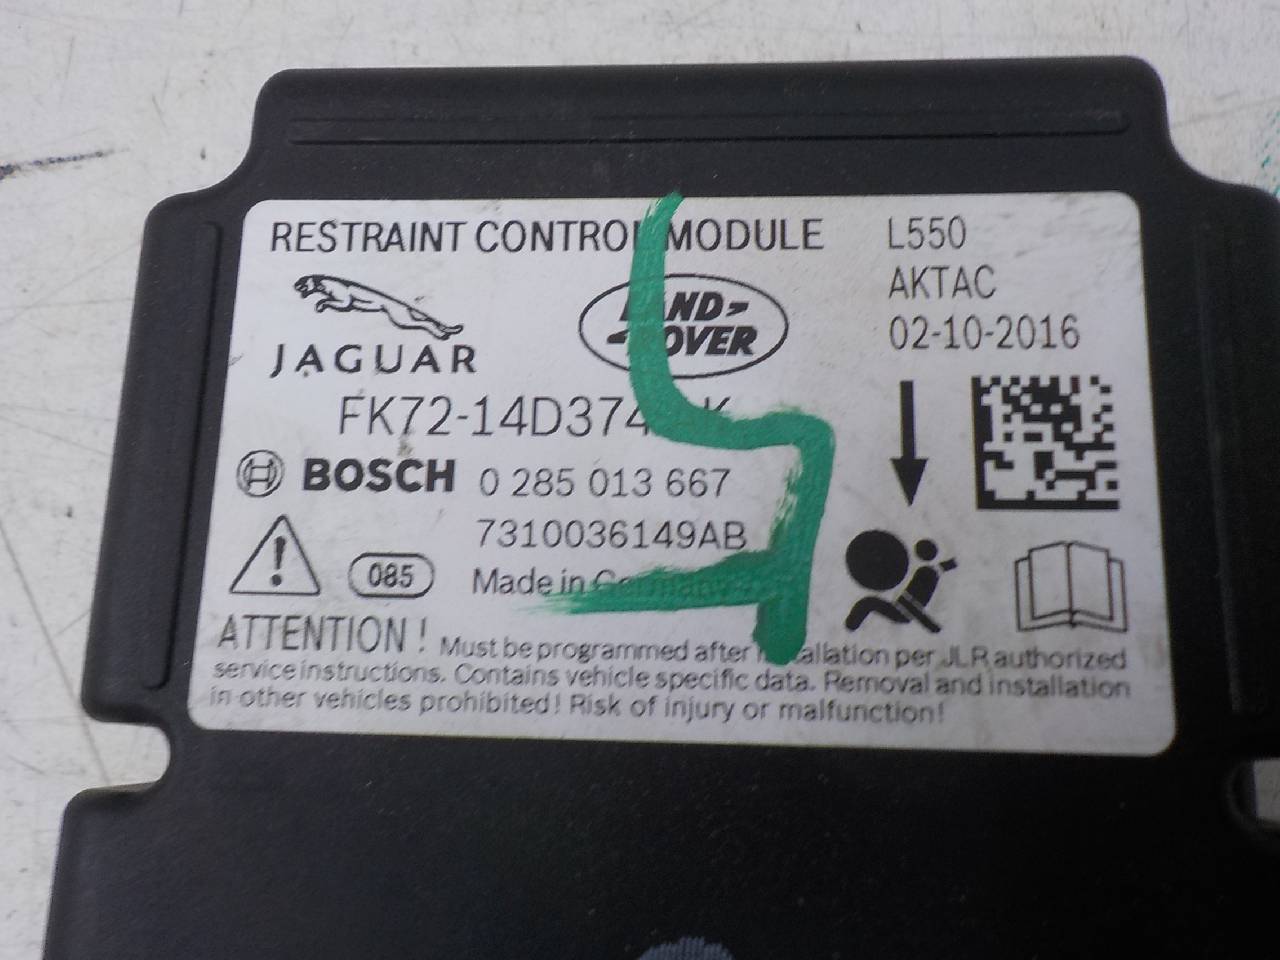 RESTRAINT CONTROL MODULE
L550
AKTAC
02-10-2016
JAGUAR
LAND-
-ROVER
BOSCH 0 285 013 667
7310036149AB
085
Made in Germany
ATTENTION! Must be programmed after installation per JLR authorized
service instructions. Contains vehicle specific data. Removal and installation
in other vehicles prohibited! Risk of injury or malfunction!